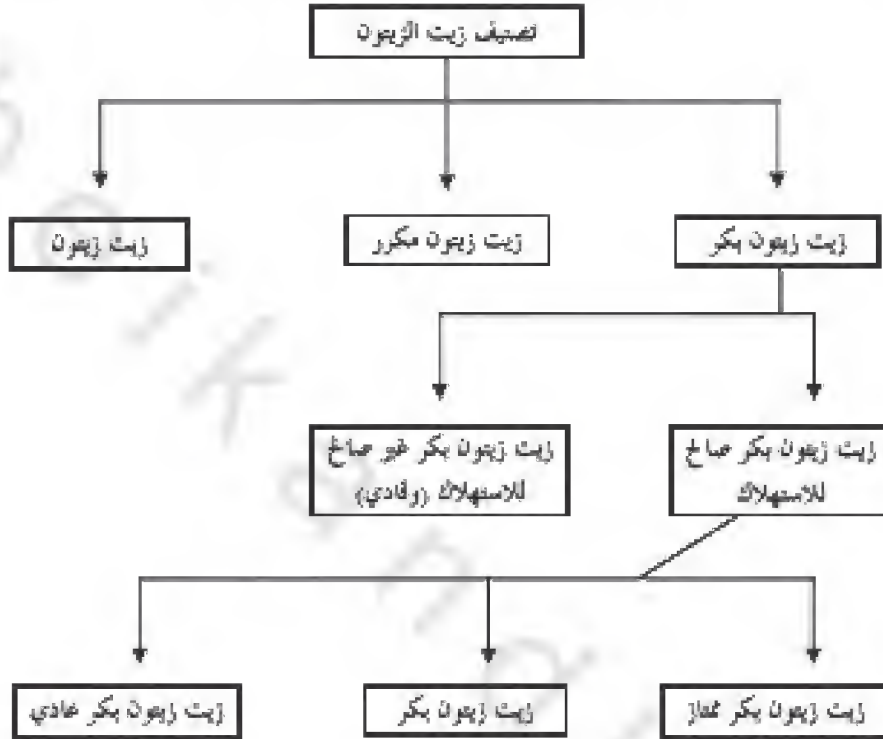 تصنيف زيت الزيتون
زيت زيتون بكر
زيت زيتون مكرر
زيت زيتون
زيت زيتون بكر صالح
للاستهلاك
زيت زيتون بكر غير صالح
للاستهلاك (وقادي)
زيت زيتون بكر ممتاز
زيت زيتون بكر
زيت زيتون بكر عادي